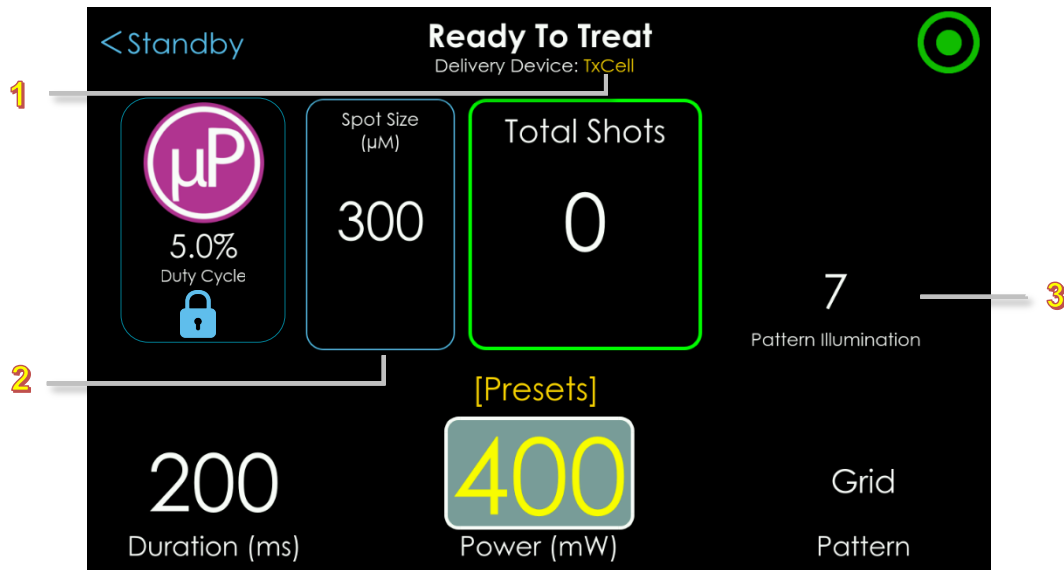 <Standby
Ready To Treat
Delivery Device: TxCell
1
µP
5.0%
Duty Cycle
Spot Size
(µM)
300
Total Shots
0
7
Pattern Illumination
3
2
[Presets]
200
Duration (ms)
400
Power (mW)
Grid
Pattern